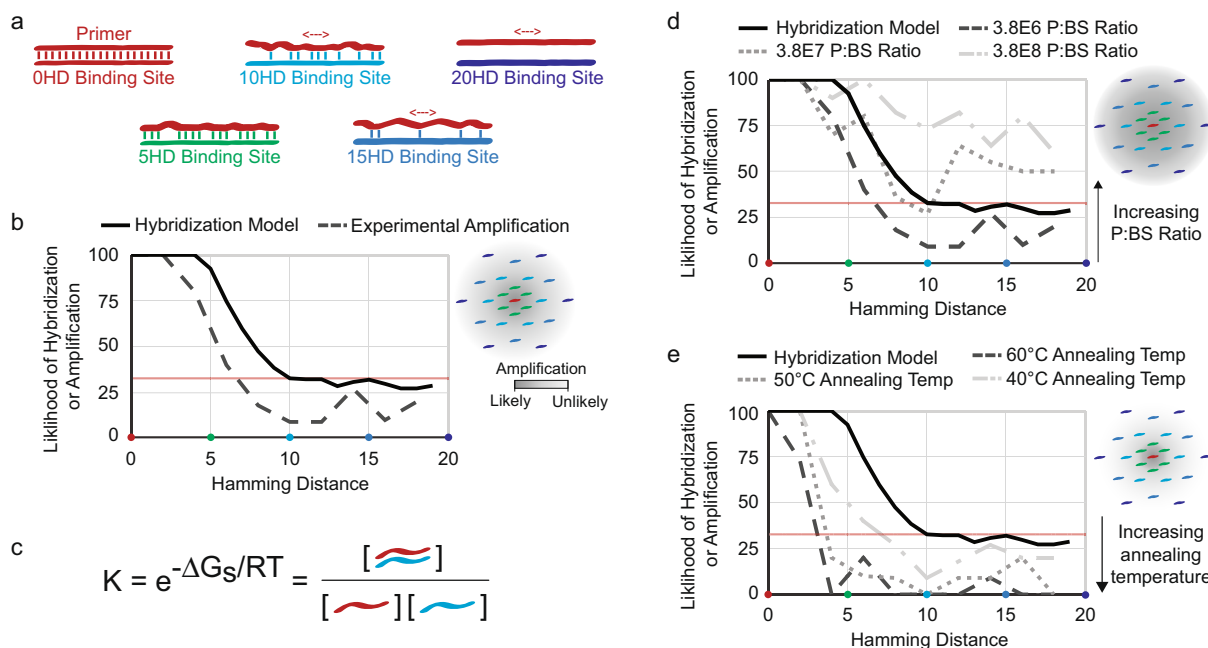 a
Primer
<--->
<--->
0HD Binding Site
10HD Binding Site
20HD Binding Site
<--->
5HD Binding Site
15HD Binding Site
b
Hybridization Model
Experimental Amplification
Liklihood of Hybridization
or Amplification
100
75
50
25
0
0
5
10
15
20
Hamming Distance
Amplification
Likely
Unlikely
c
K = e-ΔGs/RT = [ ] [ ] [ ]
d
Hybridization Model
3.8E6 P:BS Ratio
3.8E7 P:BS Ratio
3.8E8 P:BS Ratio
Liklihood of Hybridization
or Amplification
100
75
50
25
0
0
5
10
15
20
Hamming Distance
Increasing
P:BS Ratio
e
Hybridization Model
60°C Annealing Temp
50°C Annealing Temp
40°C Annealing Temp
Liklihood of Hybridization
or Amplification
100
75
50
25
0
0
5
10
15
20
Hamming Distance
Increasing
annealing
temperature